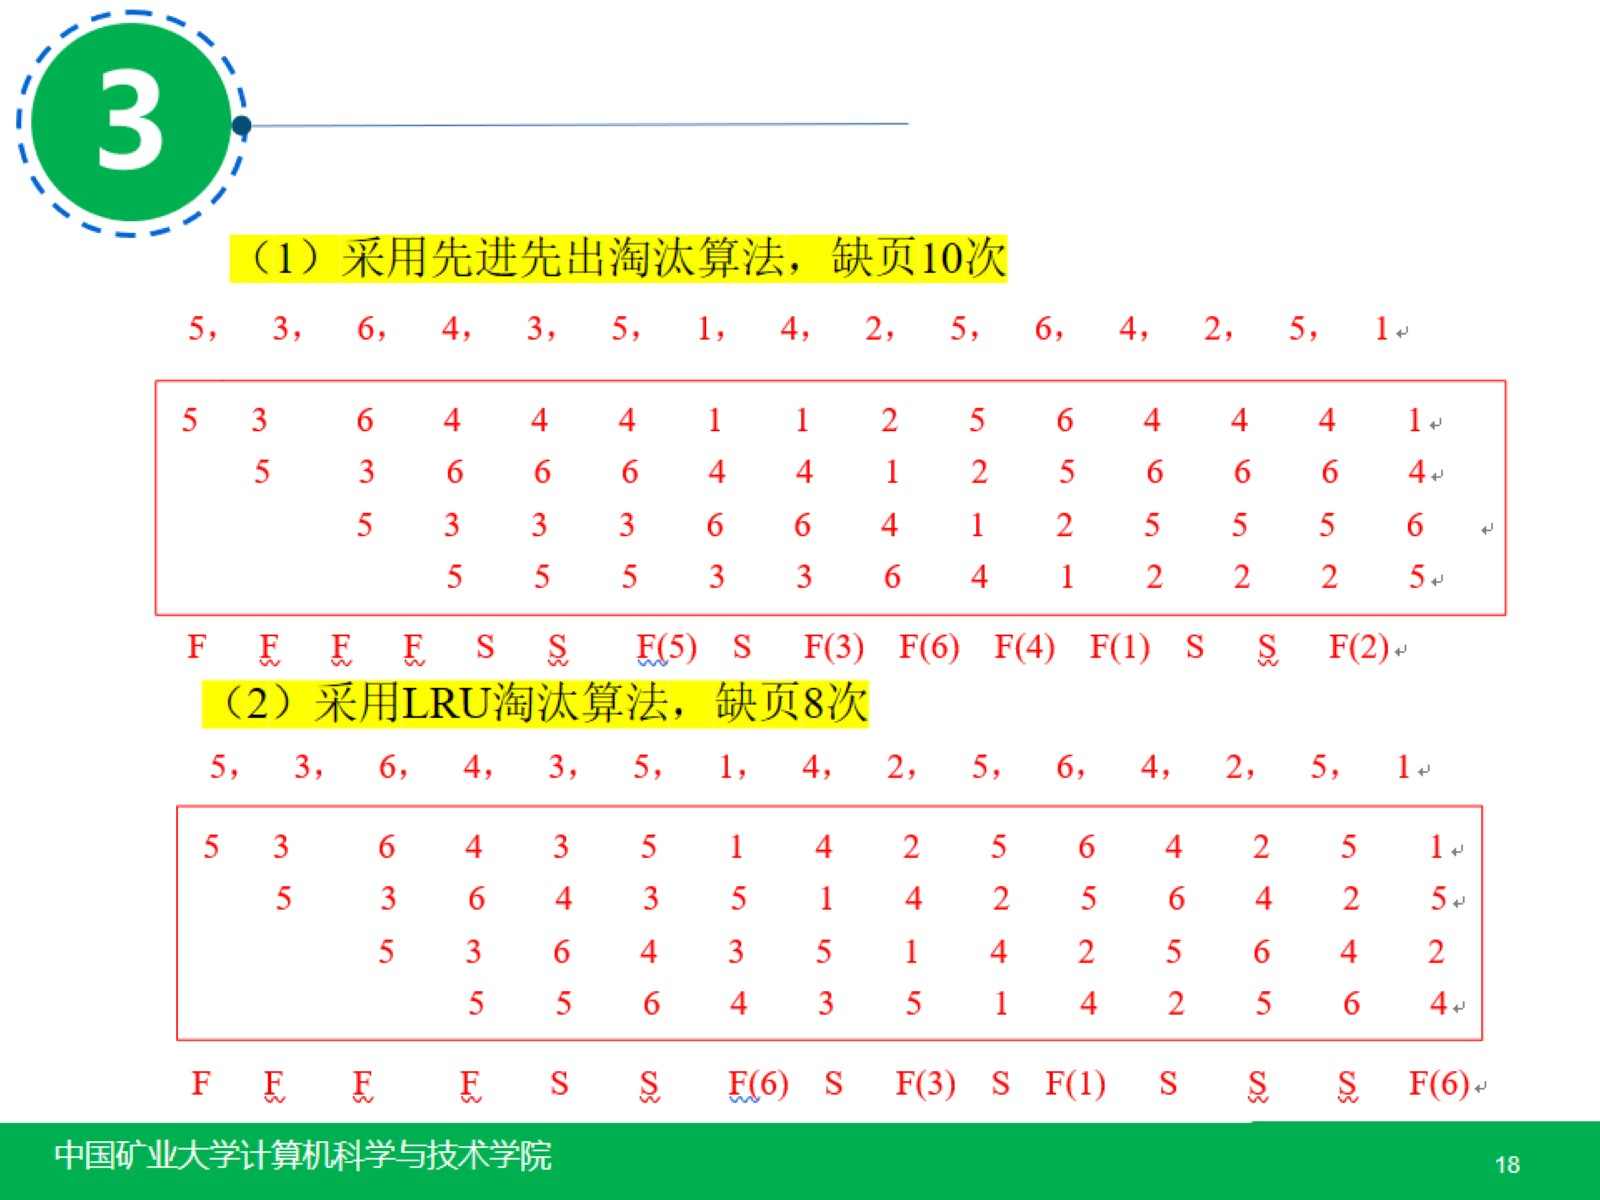 3
（1）采用先进先出淘汰算法，缺页10次
5， 3， 6， 4， 3， 5， 1， 4， 2， 5， 6， 4， 2， 5， 1
5 3 6 4 4 4 1 1 2 5 6 4 4 4 1
5 3 6 6 6 4 4 1 2 5 6 6 6 4
5 3 3 3 6 6 4 1 2 5 5 5 6
5 5 5 3 3 6 4 1 2 2 2 5
F F F F S S F(5) S F(3) F(6) F(4) F(1) S S F(2)
（2）采用LRU淘汰算法，缺页8次
5， 3， 6， 4， 3， 5， 1， 4， 2， 5， 6， 4， 2， 5， 1
5 3 6 4 3 5 1 4 2 5 6 4 2 5 1
5 3 6 4 3 5 1 4 2 5 6 4 2 5
5 3 6 4 3 5 1 4 2 5 6 4 2
5 5 6 4 3 5 1 4 2 5 6 4
F F F F S S F(6) S F(3) S F(1) S S S F(6)
中国矿业大学计算机科学与技术学院
18